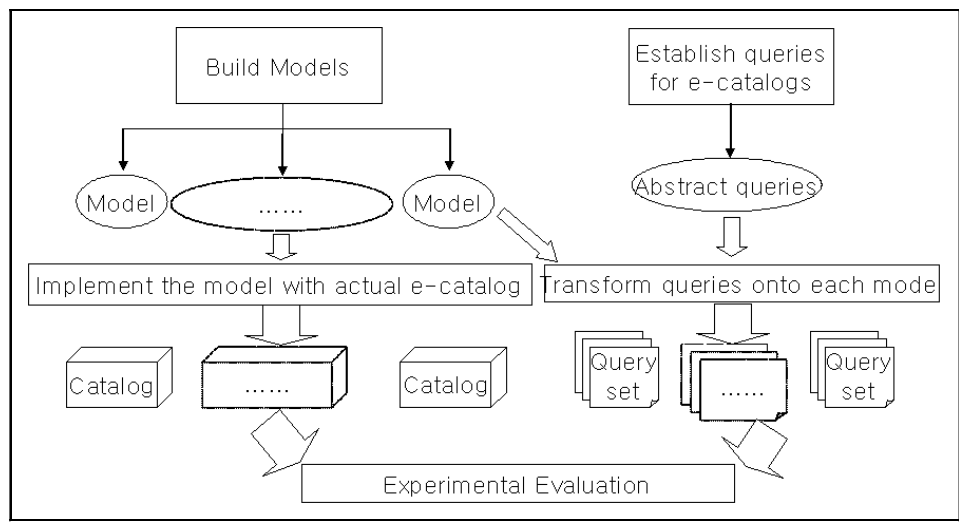 Build Models
Establish queries
for e-catalogs
Model
……
Model
Abstract queries
Implement the model with actual e-catalog
Transform queries onto each mode
Catalog
……
Catalog
Query
set
……
Query
set
Experimental Evaluation